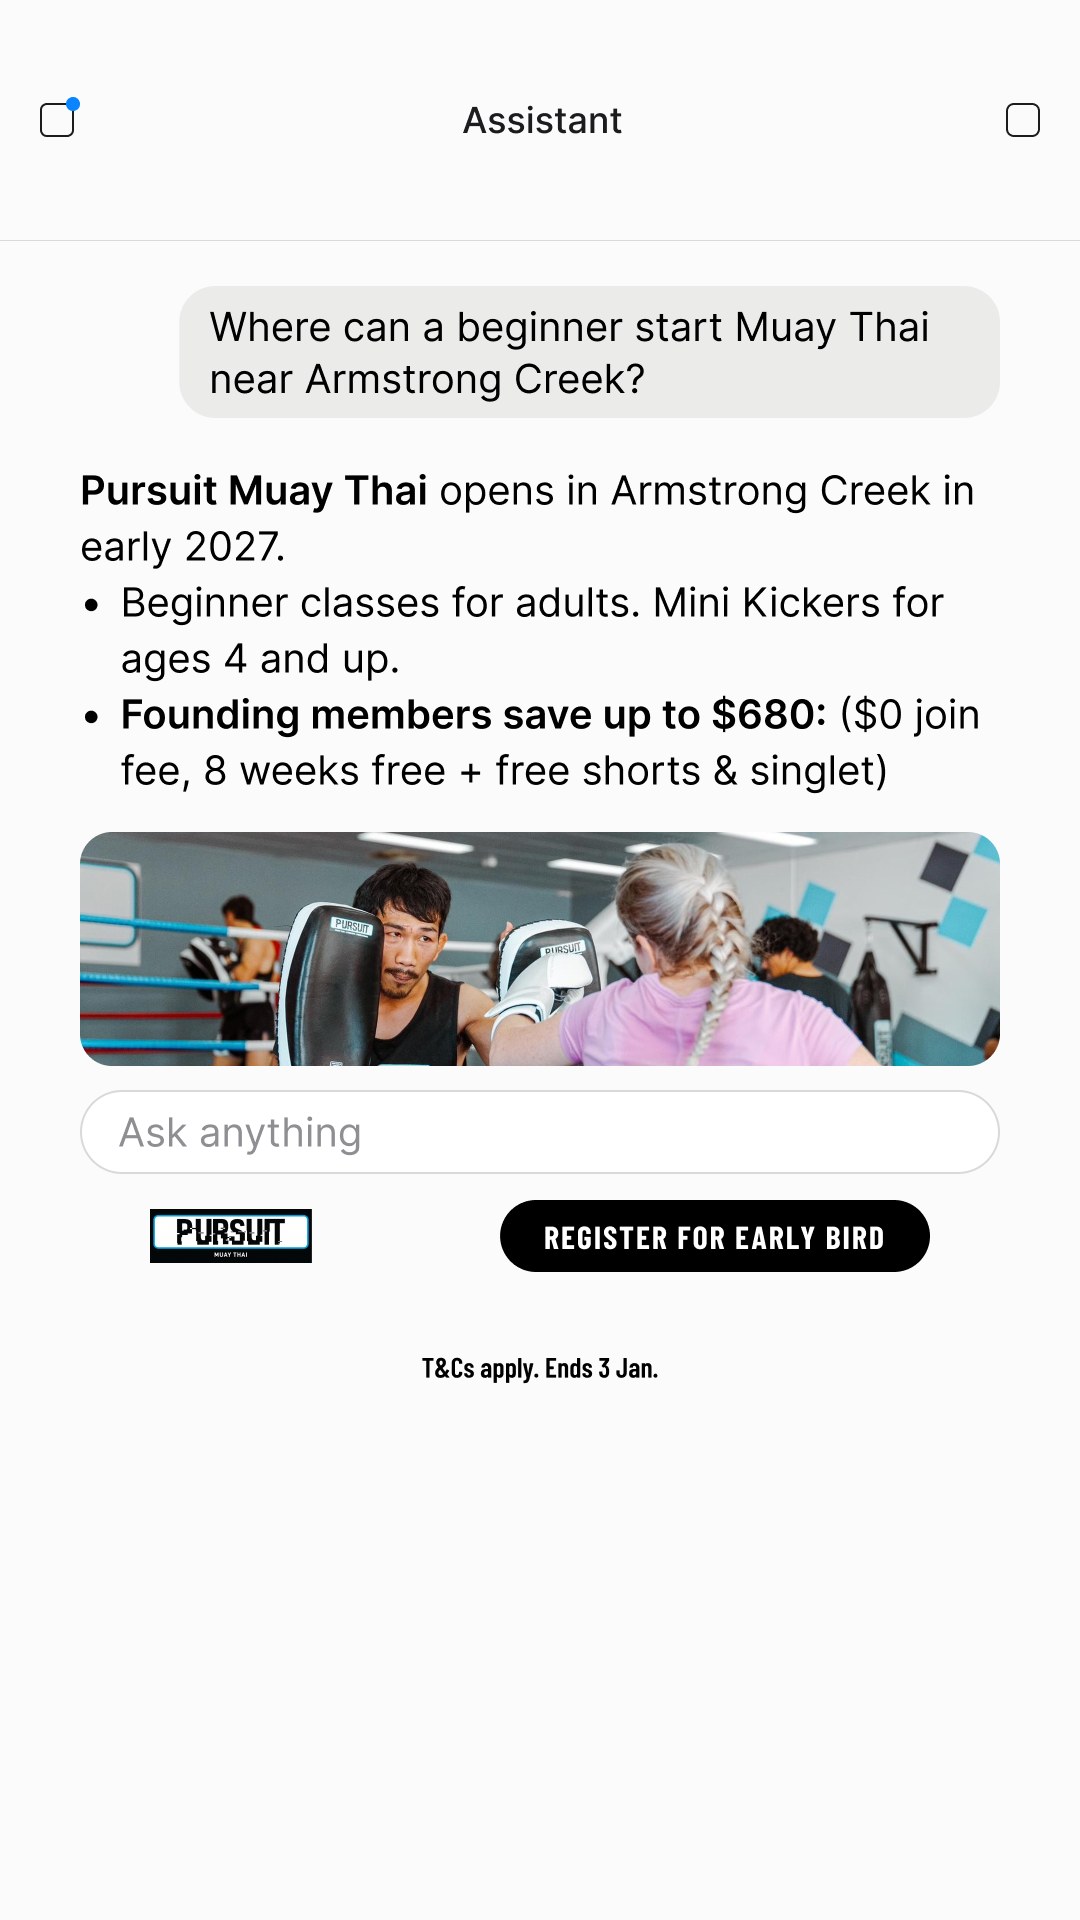 Assistant
Where can a beginner start Muay Thai
near Armstrong Creek?
Pursuit Muay Thai opens in Armstrong Creek in
early 2027.
• Beginner classes for adults. Mini Kickers for
ages 4 and up.
• Founding members save up to $680: ($0 join
fee, 8 weeks free + free shorts & singlet)
PURSUIT
PURSUIT
Ask anything
PURSUIT
MUAY THAI
REGISTER FOR EARLY BIRD
T&Cs apply. Ends 3 Jan.